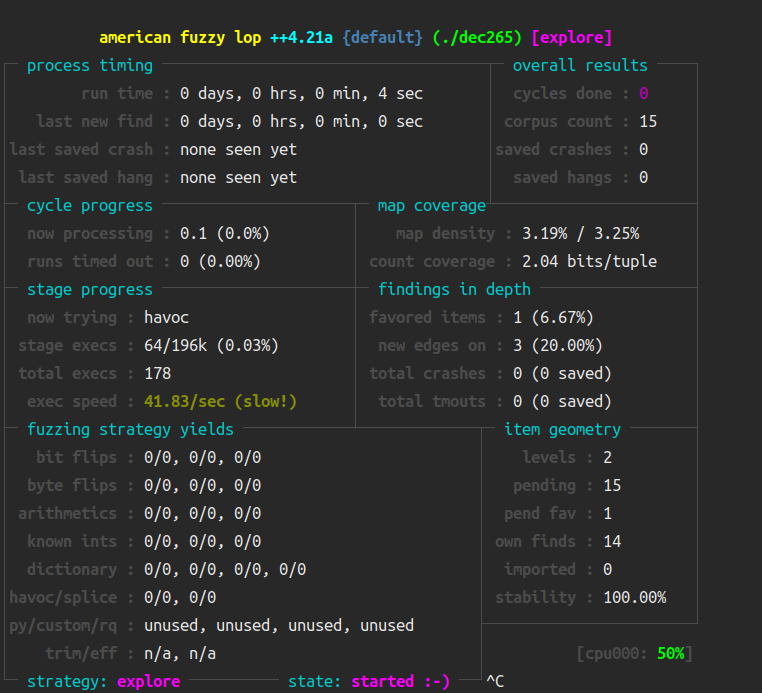 american fuzzy lop ++4.21a {default} (./dec265) [explore]
process timing overall results
run time : 0 days, 0 hrs, 0 min, 4 sec cycles done : 0
last new find : 0 days, 0 hrs, 0 min, 0 sec corpus count : 15
last saved crash : none seen yet saved crashes : 0
last saved hang : none seen yet saved hangs : 0
cycle progress map coverage
now processing : 0.1 (0.0%) map density : 3.19% / 3.25%
runs timed out : 0 (0.00%) count coverage : 2.04 bits/tuple
stage progress findings in depth
now trying : havoc favored items : 1 (6.67%)
stage execs : 64/196k (0.03%) new edges on : 3 (20.00%)
total execs : 178 total crashes : 0 (0 saved)
exec speed : 41.83/sec (slow!) total tmouts : 0 (0 saved)
fuzzing strategy yields item geometry
bit flips : 0/0, 0/0, 0/0 levels : 2
byte flips : 0/0, 0/0, 0/0 pending : 15
arithmetics : 0/0, 0/0, 0/0 pend fav : 1
known ints : 0/0, 0/0, 0/0 own finds : 14
dictionary : 0/0, 0/0, 0/0, 0/0 imported : 0
havoc/splice : 0/0, 0/0 stability : 100.00%
py/custom/rq : unused, unused, unused, unused
trim/eff : n/a, n/a [cpu000: 50%]
strategy: explore state: started :-) ^C